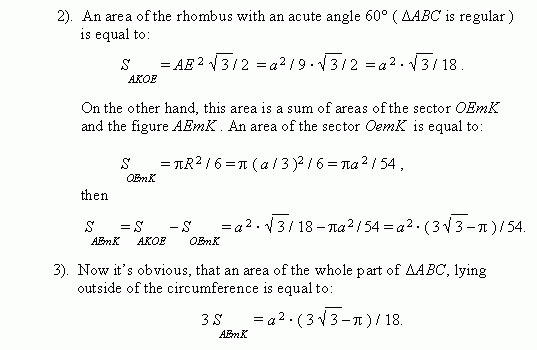 2). An area of the rhombus with an acute angle 60° ( ΔABC is regular )
is equal to:
S AKOE = AE² √3 / 2 = a² / 9 · √3 / 2 = a² · √3 / 18 .
On the other hand, this area is a sum of areas of the sector OEmK
and the figure AEmK . An area of the sector OemK is equal to:
S OEmK = πR² / 6 = π ( a / 3 )² / 6 = πa² / 54 ,
then
S AEmK = S AKOE – S OEmK = a² · √3 / 18 – πa² / 54 = a² · ( 3√3 – π ) / 54.
3). Now it's obvious, that an area of the whole part of ΔABC, lying
outside of the circumference is equal to:
3 S AEmK = a² · ( 3 √3 – π ) / 18.